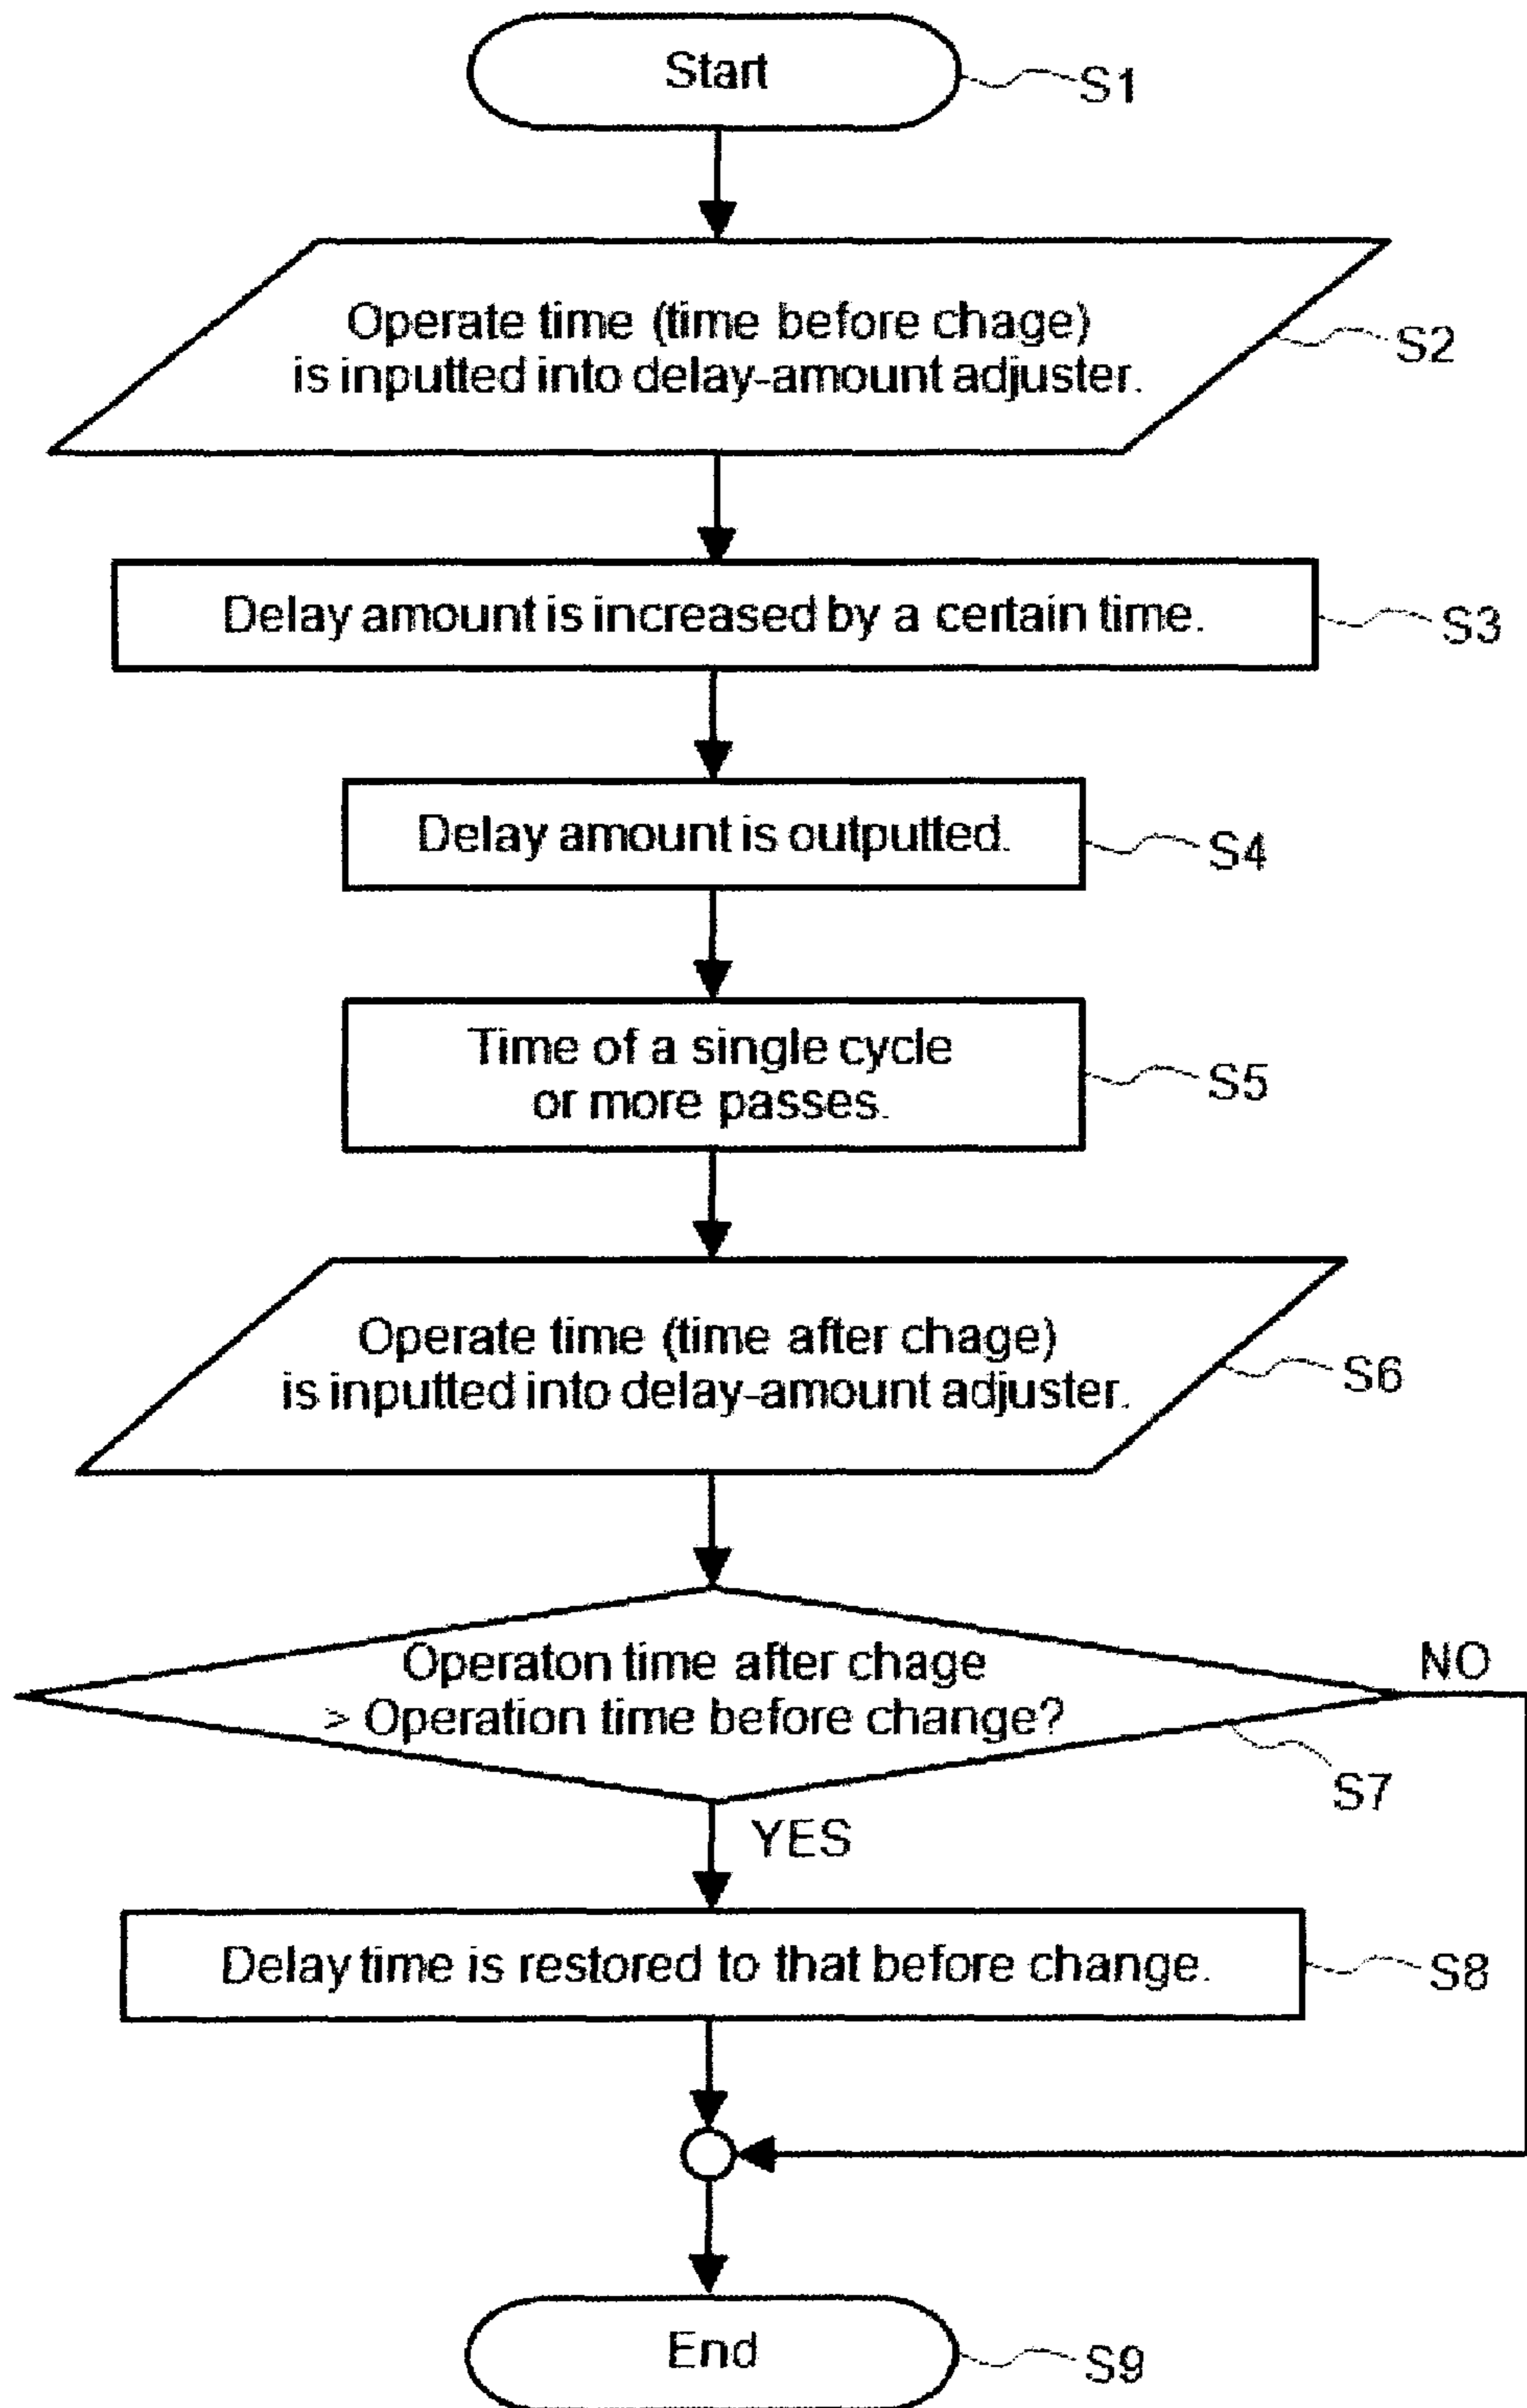 Start
S1
Operate time (time before chage)
is inputted into delay-amount adjuster.
S2
Delay amount is increased by a certain time.
S3
Delay amount is outputted.
S4
Time of a single cycle
or more passes.
S5
Operate time (time after chage)
is inputted into delay-amount adjuster.
S6
Operaton time after chage
> Operation time before change?
NO
S7
YES
Delay time is restored to that before change.
S8
End
S9